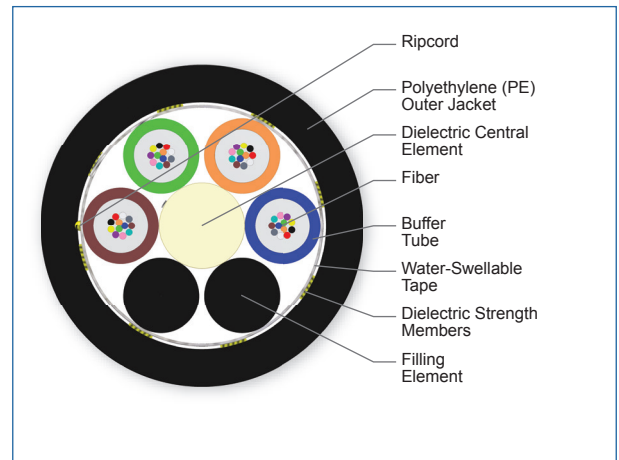 Ripcord
Polyethylene (PE)
Outer Jacket
Dielectric Central
Element
Fiber
Buffer
Tube
Water-Swellable
Tape
Dielectric Strength
Members
Filling
Element